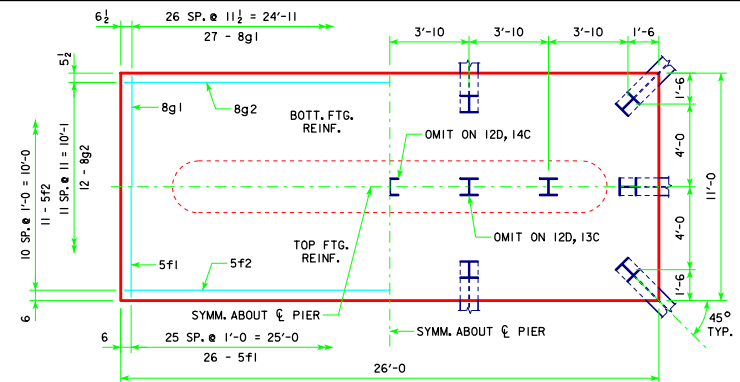 6½
26 SP. @ 11½ = 24'-11
27 - 8g1
3'-10
3'-10
3'-10
1'-6
5½
8g1
8g2
BOTT. FTG.
REINF.
1'-6
OMIT ON 12D, 14C
4'-0
10 SP. @ 1'-0 = 10'-0
11 - 5f2
11 SP. @ 11 = 10'-1
12 - 8g2
11'-0
OMIT ON 12D, 13C
4'-0
TOP FTG.
REINF.
5f1
5f2
1'-6
6
SYMM. ABOUT ℄ PIER
SYMM. ABOUT ℄ PIER
45°
TYP.
6
25 SP. @ 1'-0 = 25'-0
26 - 5f1
26'-0